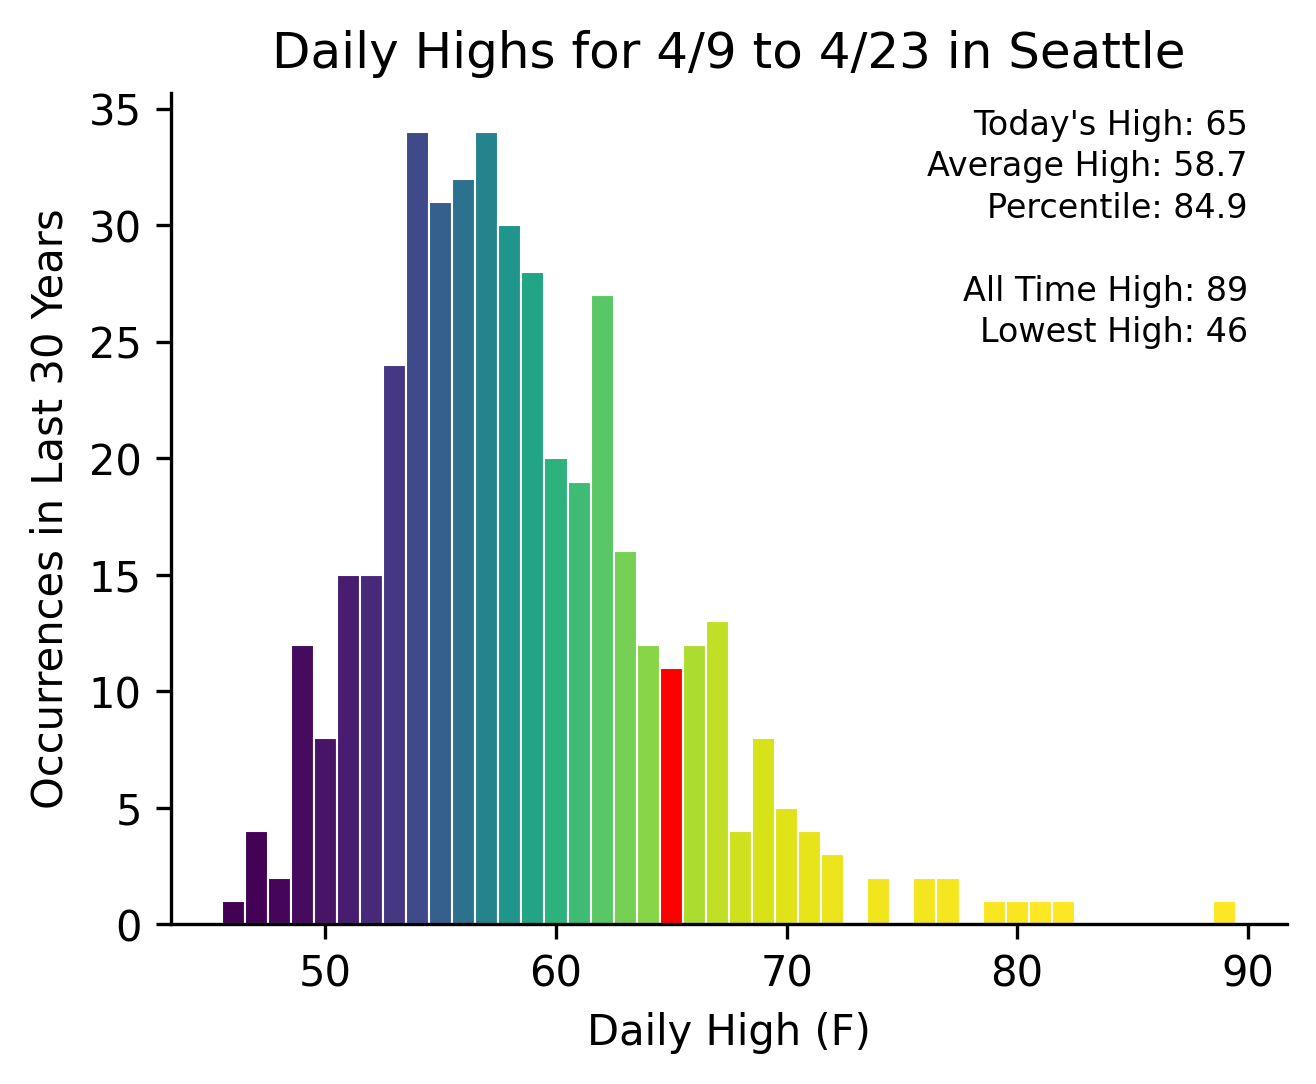 Daily Highs for 4/9 to 4/23 in Seattle
Today's High: 65
Average High: 58.7
Percentile: 84.9
All Time High: 89
Lowest High: 46
Occurrences in Last 30 Years
35
30
25
20
15
10
5
0
50 60 70 80 90
Daily High (F)